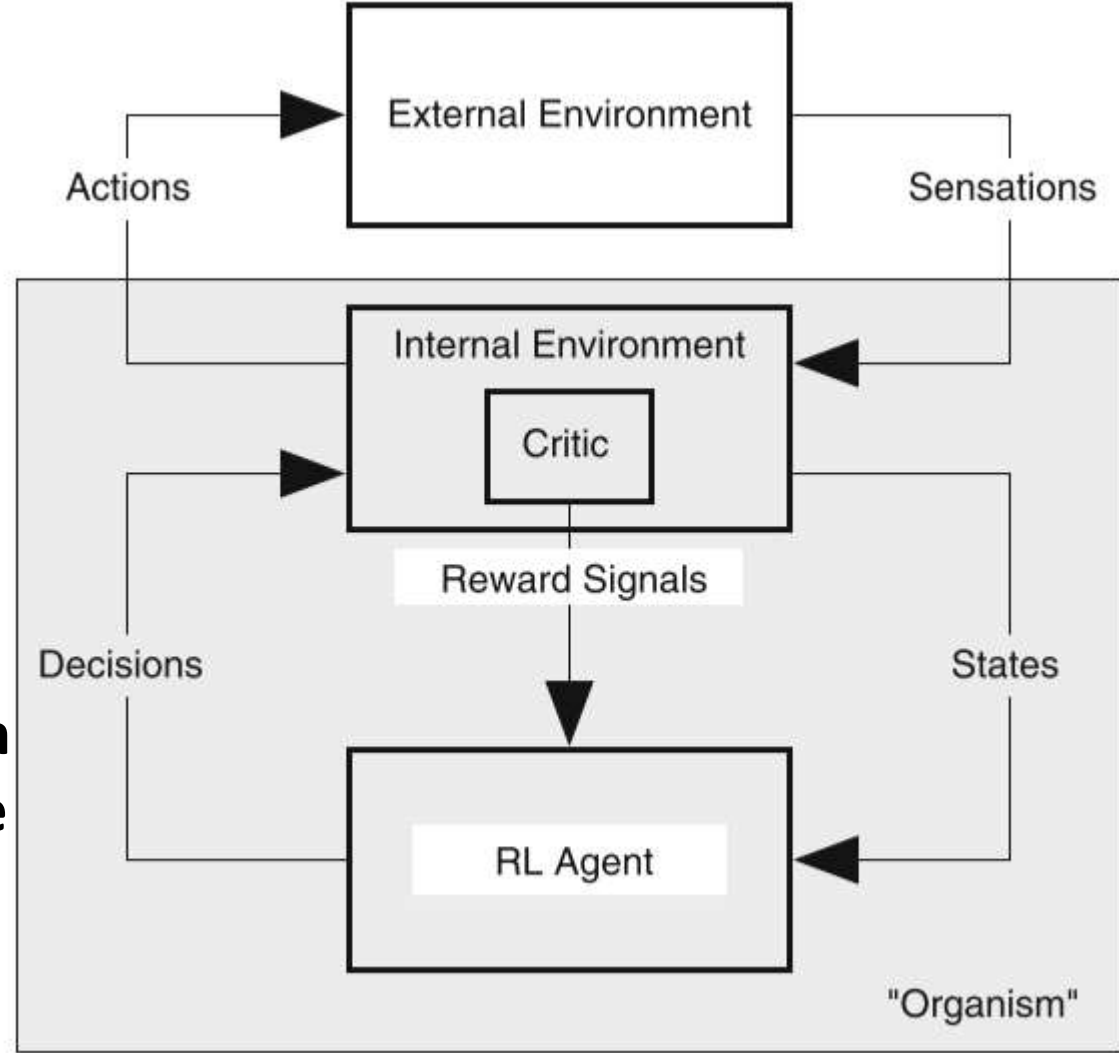 External Environment
Actions
Sensations
Internal Environment
Critic
Reward Signals
Decisions
States
RL Agent
"Organism"